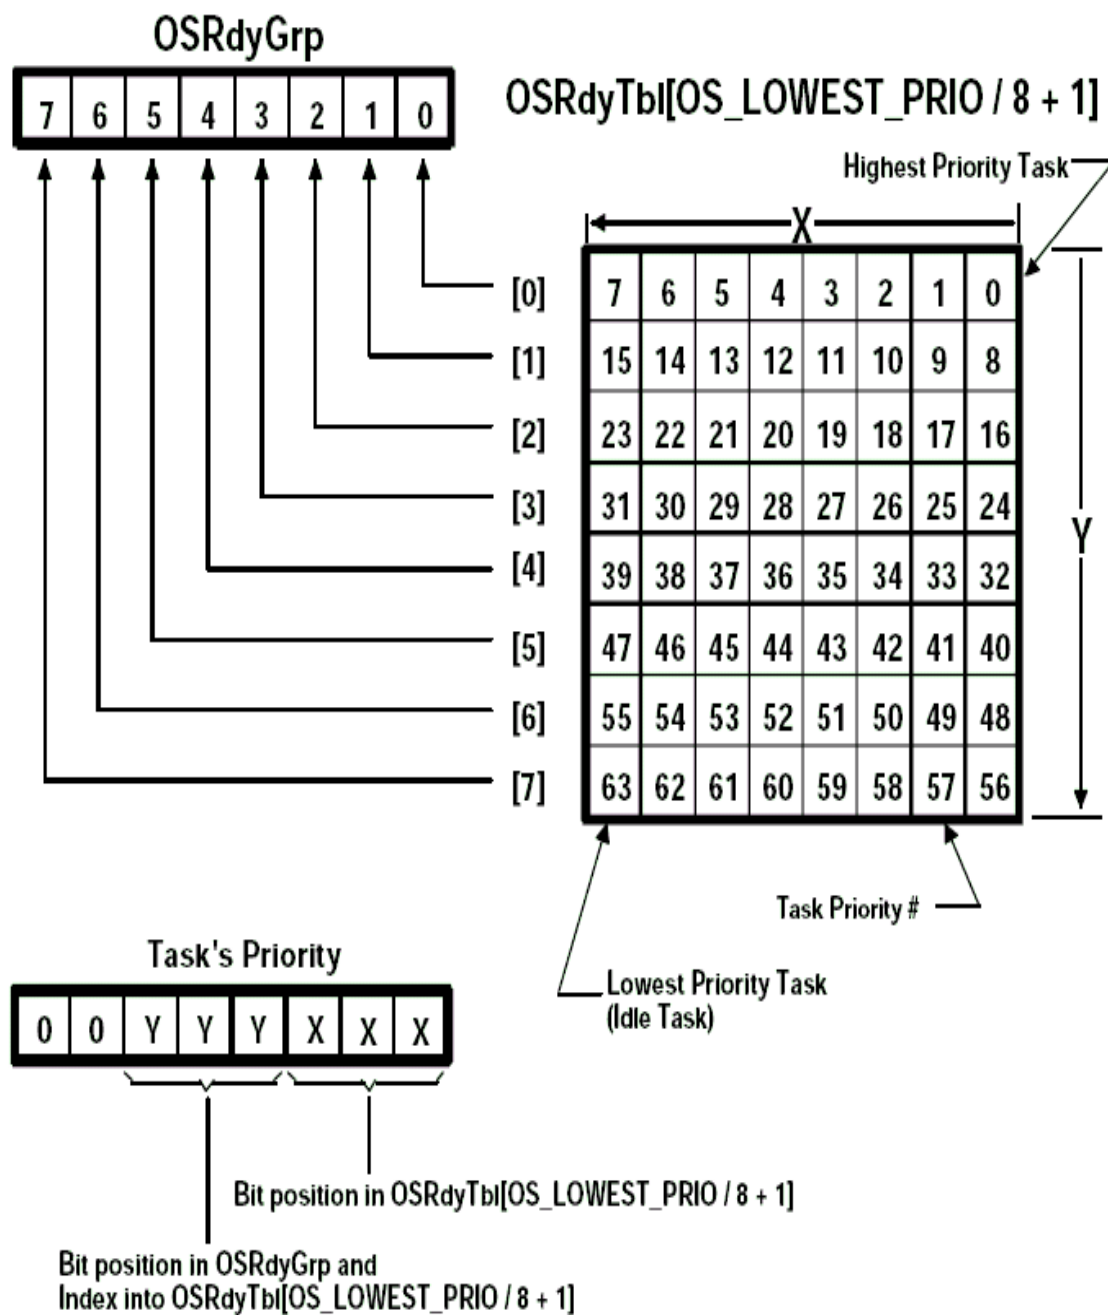 OSRdyGrp
7 6 5 4 3 2 1 0
OSRdyTbl[OS_LOWEST_PRIO / 8 + 1]
Highest Priority Task
X
[0] 7 6 5 4 3 2 1 0
[1] 15 14 13 12 11 10 9 8
[2] 23 22 21 20 19 18 17 16
[3] 31 30 29 28 27 26 25 24
Y
[4] 39 38 37 36 35 34 33 32
[5] 47 46 45 44 43 42 41 40
[6] 55 54 53 52 51 50 49 48
[7] 63 62 61 60 59 58 57 56
Task Priority #
Lowest Priority Task
(Idle Task)
Task's Priority
0 0 Y Y Y X X X
Bit position in OSRdyTbl[OS_LOWEST_PRIO / 8 + 1]
Bit position in OSRdyGrp and
Index into OSRdyTbl[OS_LOWEST_PRIO / 8 + 1]